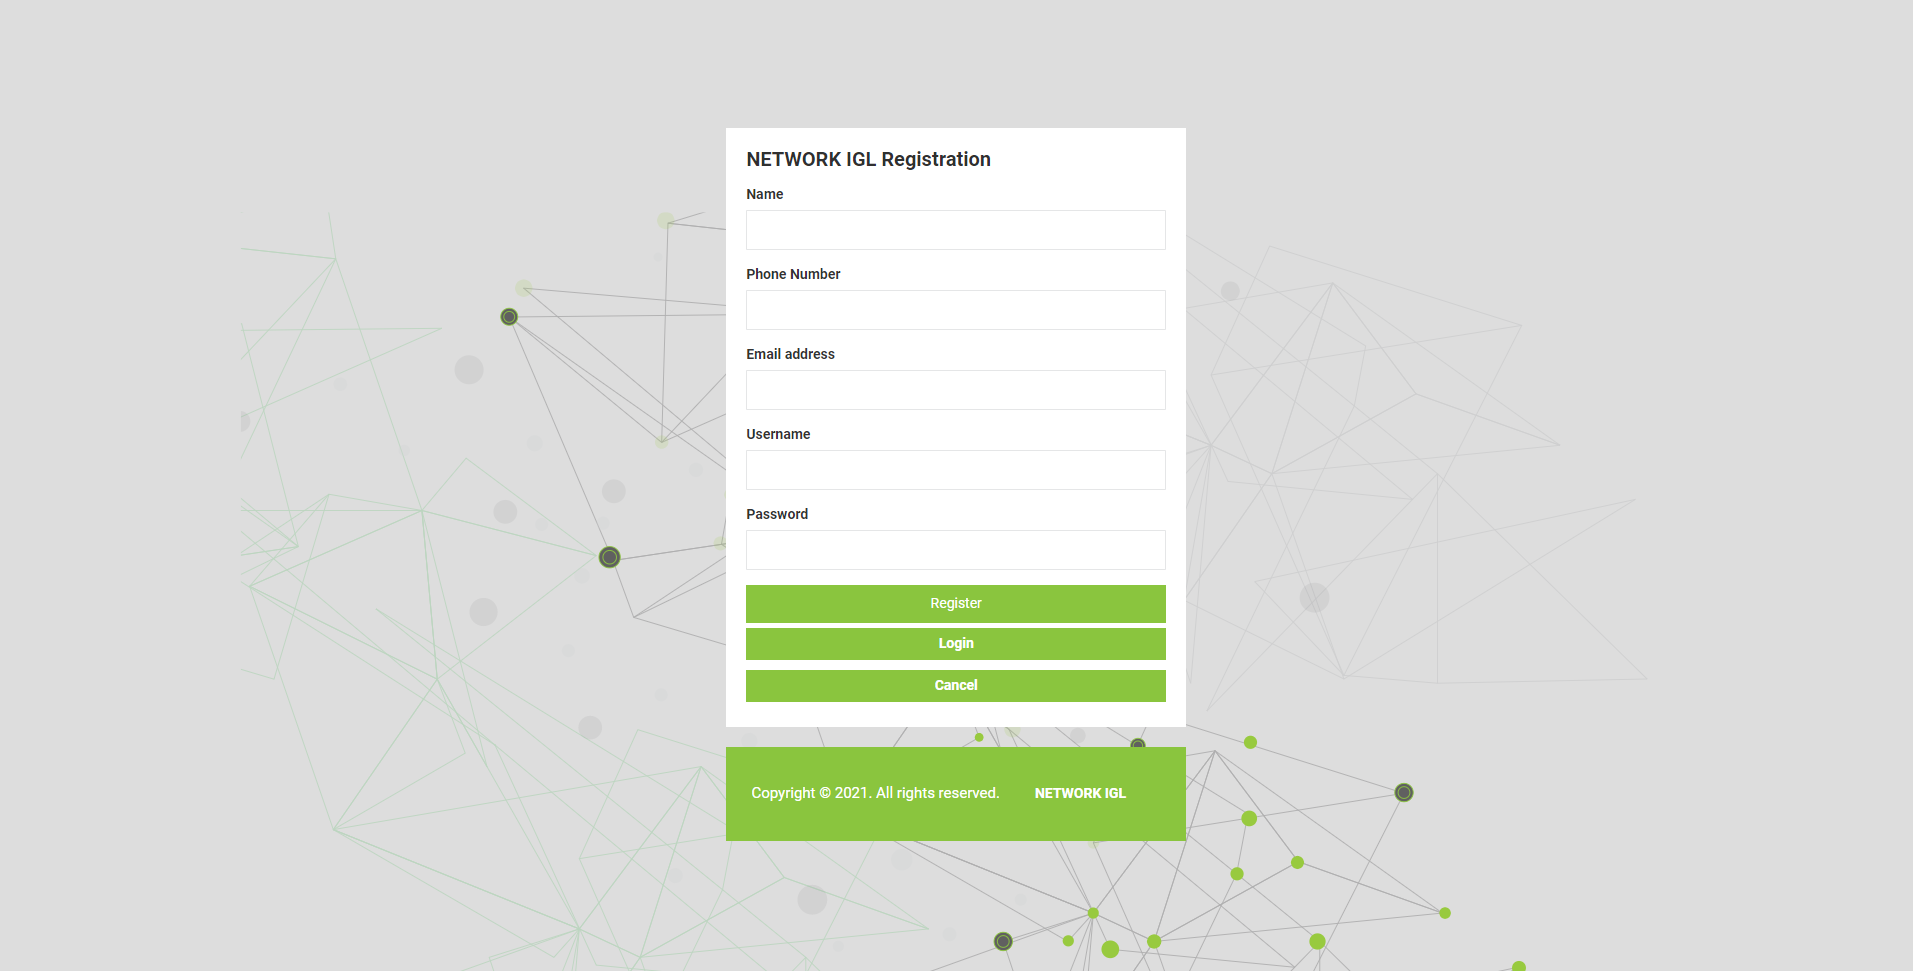 NETWORK IGL Registration
Name
Phone Number
Email address
Username
Password
Register
Login
Cancel
Copyright © 2021. All rights reserved. NETWORK IGL